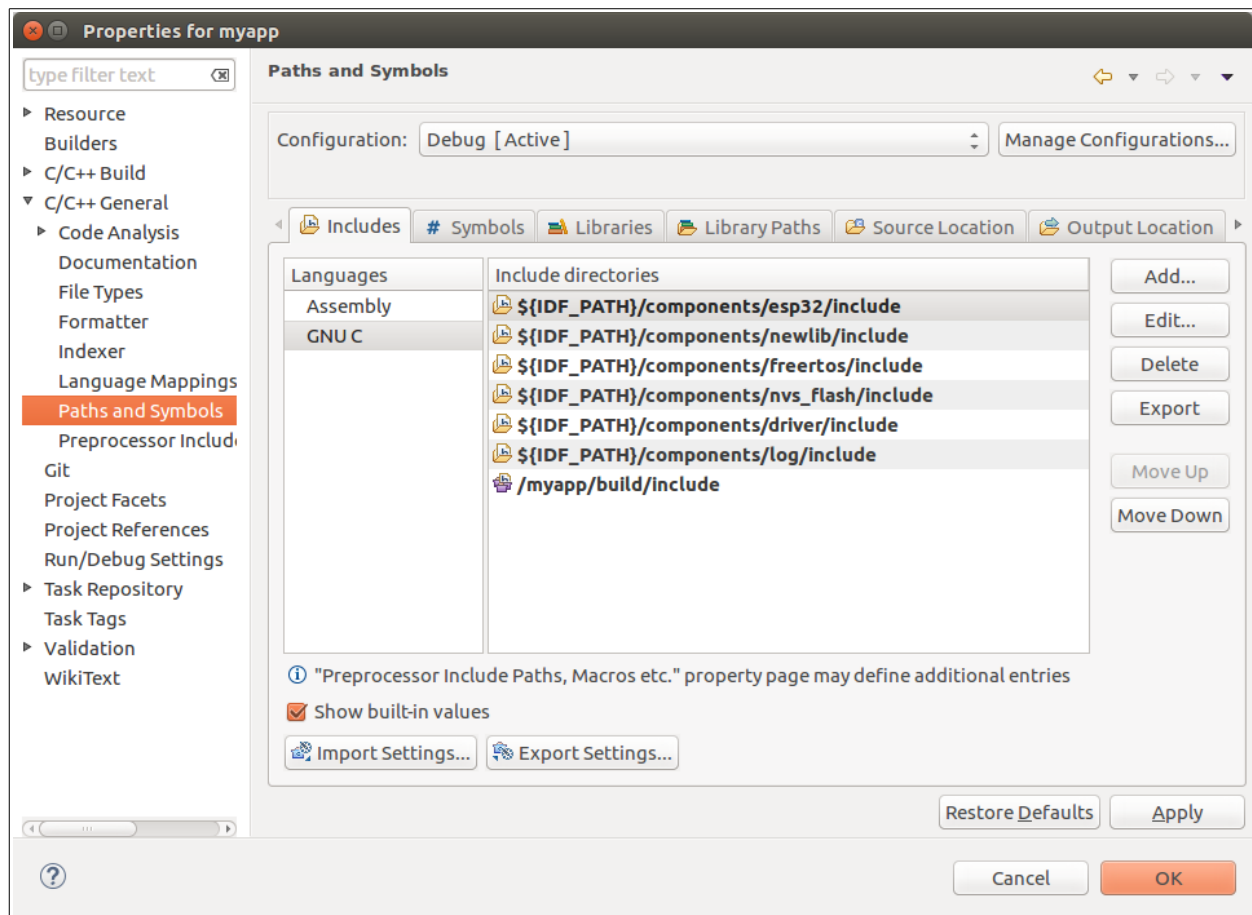 Properties for myapp
type filter text
Resource
Builders
C/C++ Build
C/C++ General
Code Analysis
Documentation
File Types
Formatter
Indexer
Language Mappings
Paths and Symbols
Preprocessor Includ
Git
Project Facets
Project References
Run/Debug Settings
Task Repository
Task Tags
Validation
WikiText
Paths and Symbols
Configuration: Debug [Active] Manage Configurations...
Includes # Symbols Libraries Library Paths Source Location Output Location
Languages
Assembly
GNU C
Include directories
${IDF_PATH}/components/esp32/include
${IDF_PATH}/components/newlib/include
${IDF_PATH}/components/freertos/include
${IDF_PATH}/components/nvs_flash/include
${IDF_PATH}/components/driver/include
${IDF_PATH}/components/log/include
/myapp/build/include
Add...
Edit...
Delete
Export
Move Up
Move Down
"Preprocessor Include Paths, Macros etc." property page may define additional entries
Show built-in values
Import Settings... Export Settings...
Restore Defaults Apply
Cancel OK